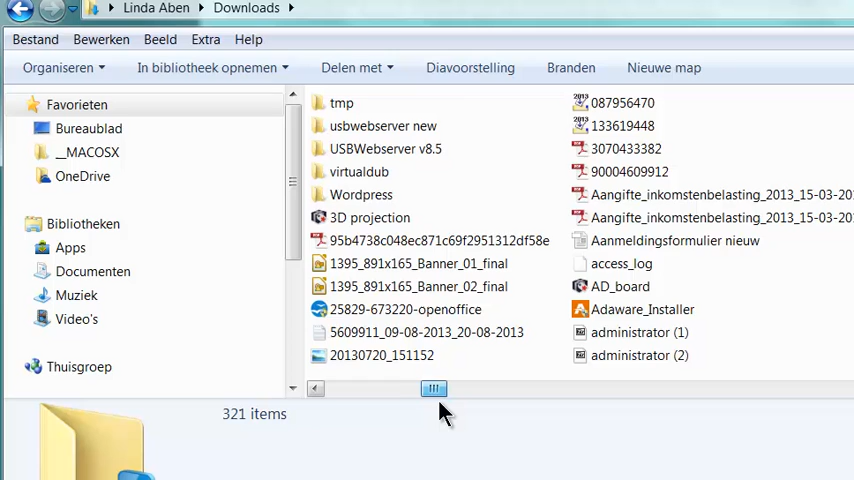 Linda Aben Downloads
Bestand Bewerken Beeld Extra Help
Organiseren In bibliotheek opnemen Delen met Diavoorstelling Branden Nieuwe map
Favorieten
Bureaublad
__MACOSX
OneDrive
Bibliotheken
Apps
Documenten
Muziek
Video's
Thuisgroep
tmp
usbwebserver new
USBWebserver v8.5
virtualdub
Wordpress
3D projection
95b4738c048ec871c69f2951312df58e
1395_891x165_Banner_01_final
1395_891x165_Banner_02_final
25829-673220-openoffice
5609911_09-08-2013_20-08-2013
20130720_151152
087956470
133619448
3070433382
90004609912
Aangifte_inkomstenbelasting_2013_15-03-20
Aangifte_inkomstenbelasting_2013_15-03-201
Aanmeldingsformulier nieuw
access_log
AD_board
Adaware_Installer
administrator (1)
administrator (2)
321 items